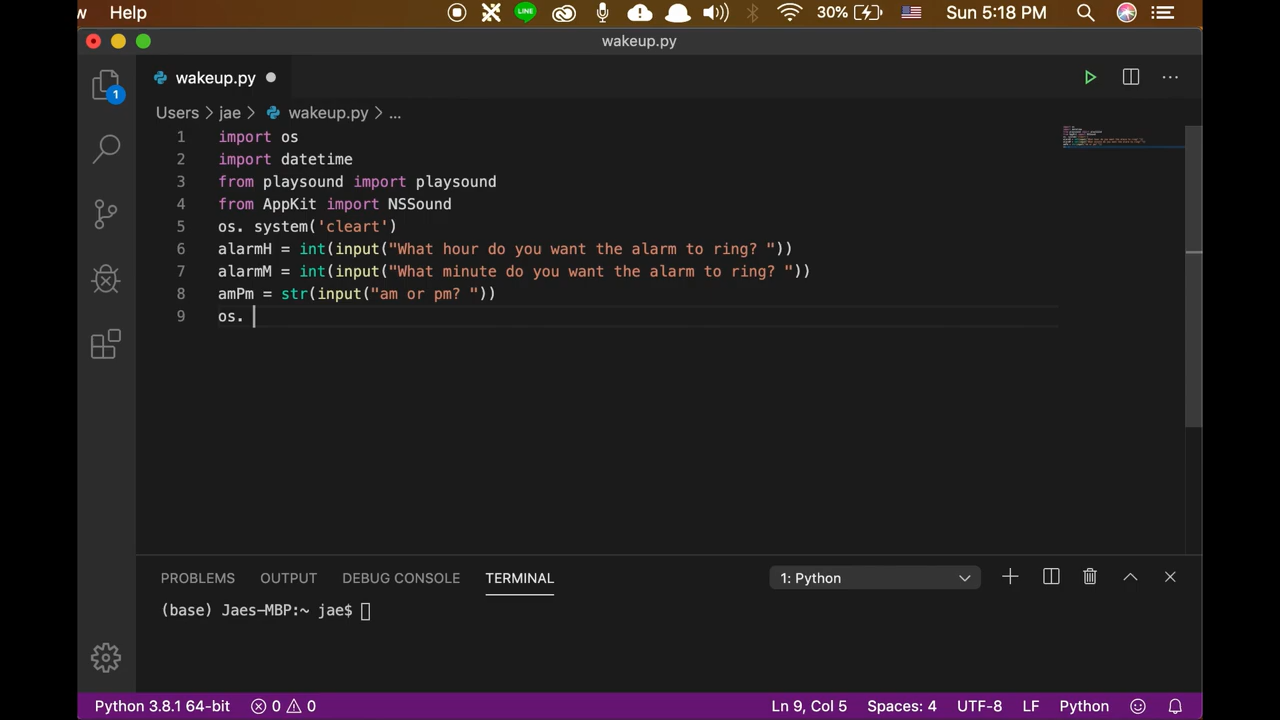 w Help 30% Sun 5:18 PM
wakeup.py
wakeup.py
1
Users > jae > wakeup.py > ...
1 import os
2 import datetime
3 from playsound import playsound
4 from AppKit import NSSound
5 os. system('cleart')
6 alarmH = int(input("What hour do you want the alarm to ring? "))
7 alarmM = int(input("What minute do you want the alarm to ring? "))
8 amPm = str(input("am or pm? "))
9 os.
PROBLEMS OUTPUT DEBUG CONSOLE TERMINAL 1: Python
(base) Jaes-MBP:~ jae$
Python 3.8.1 64-bit 0 0 Ln 9, Col 5 Spaces: 4 UTF-8 LF Python